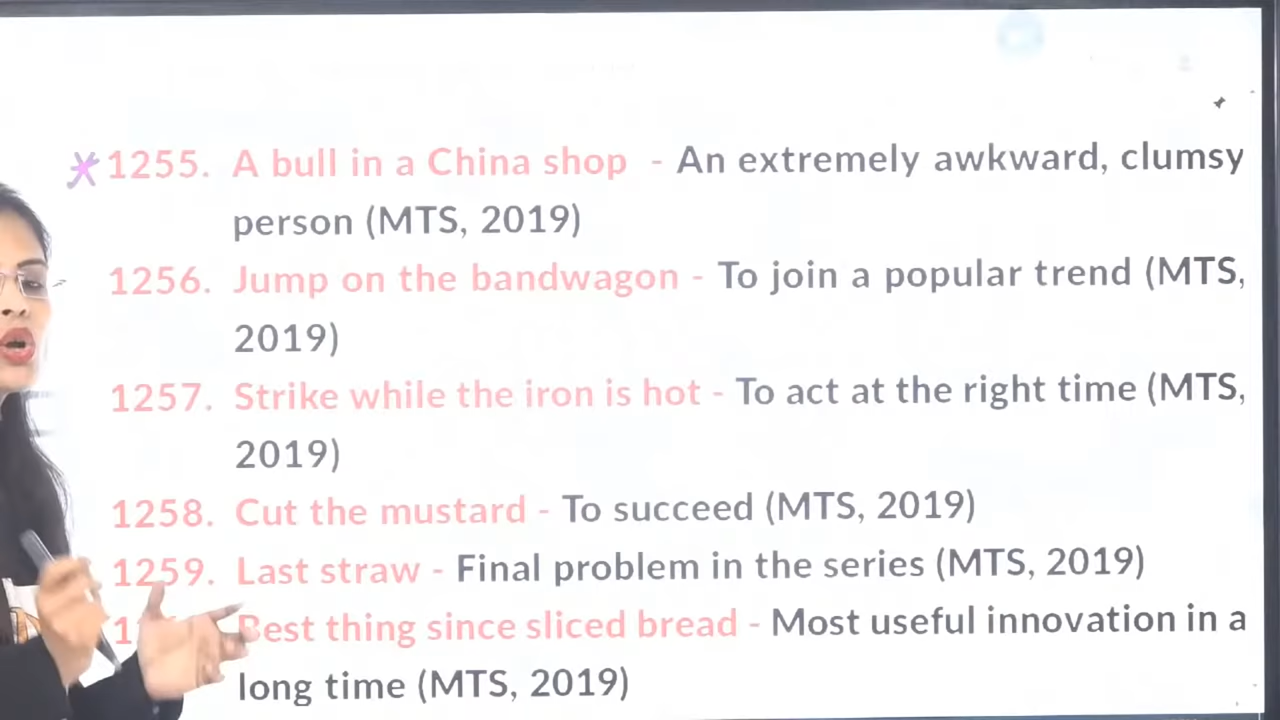 1255. A bull in a China shop - An extremely awkward, clumsy
person (MTS, 2019)
1256. Jump on the bandwagon - To join a popular trend (MTS,
2019)
1257. Strike while the iron is hot - To act at the right time (MTS,
2019)
1258. Cut the mustard - To succeed (MTS, 2019)
1259. Last straw - Final problem in the series (MTS, 2019)
Best thing since sliced bread - Most useful innovation in a
long time (MTS, 2019)